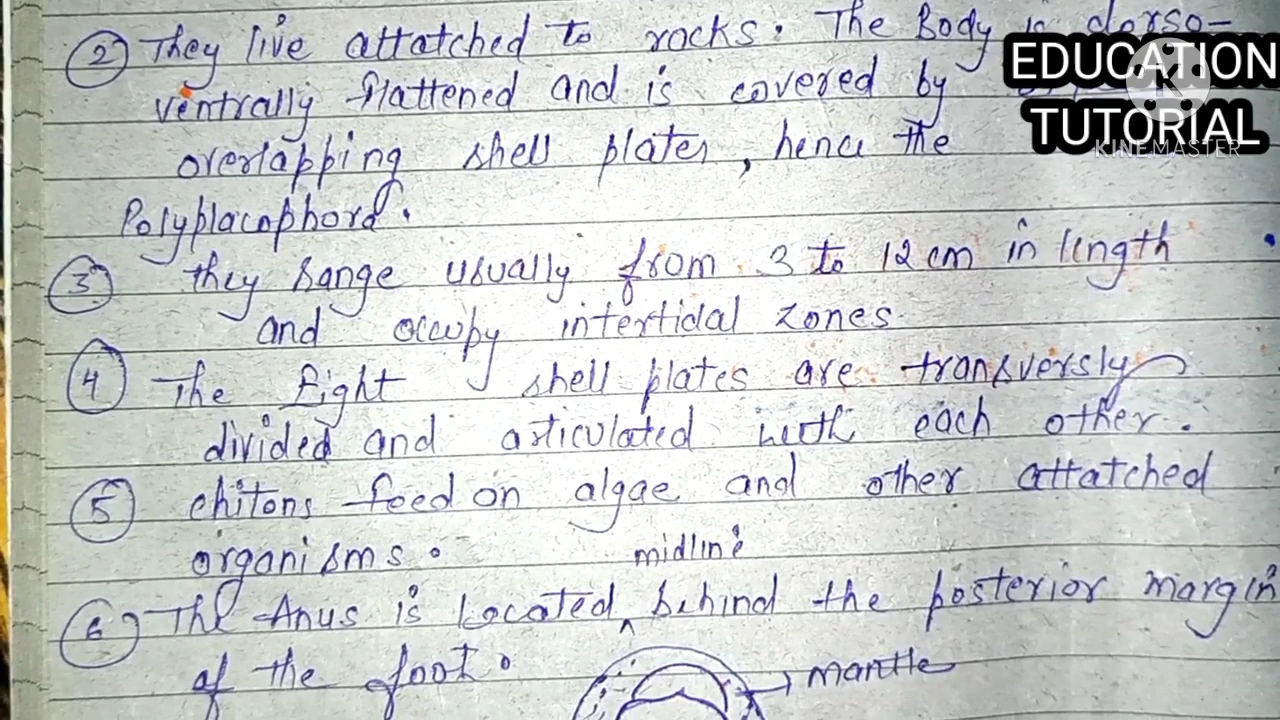 ② They live attatched to rocks. The Body is dorso-
EDUCATION
ventrally flattened and is covered by
TUTORIAL
KINEMASTER
overlapping shell plates, hence the
Polyplacophora.
③ they range usually from 3 to 12 cm in length
and occupy intertidal zones.
④ The Eight shell plates are transversly
divided and articulated with each other.
⑤ chitons feed on algae and other attatched
organisms.
midline
⑥ The Anus is Located behind the posterior margin
of the foot.
mantle